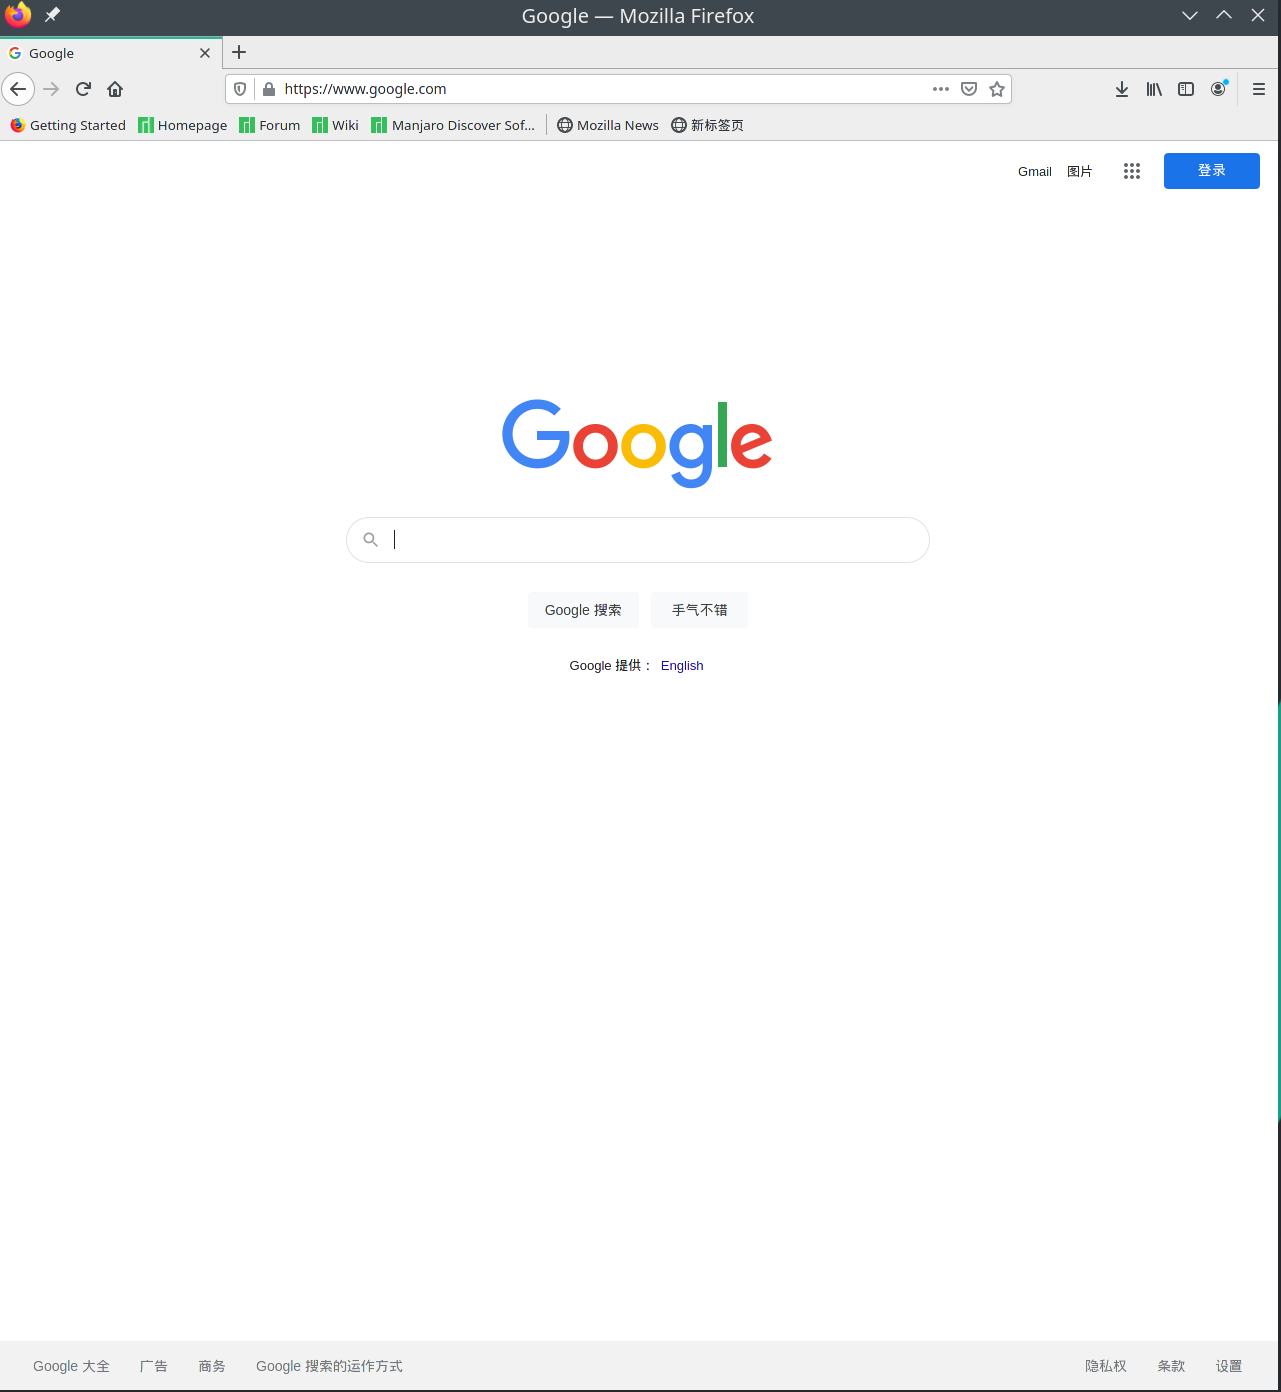 Google — Mozilla Firefox
Google
https://www.google.com
Getting Started Homepage Forum Wiki Manjaro Discover Sof... Mozilla News 新标签页
Gmail 图片 登录
Google
Google 搜索 手气不错
Google 提供： English
Google 大全 广告 商务 Google 搜索的运作方式 隐私权 条款 设置